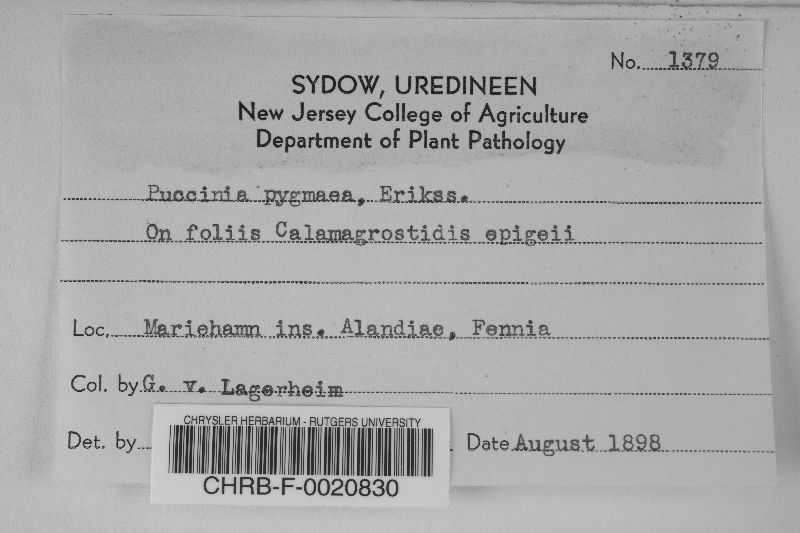 No. 1379
SYDOW, UREDINEEN
New Jersey College of Agriculture
Department of Plant Pathology
Puccinia pygmaea, Erikss.
On foliis Calamagrostidis epigeii
Loc. Mariehamn ins. Alandiae, Fennia
Col. by G. v. Lagerheim
Det. by Date August 1898
CHRYSLER HERBARIUM - RUTGERS UNIVERSITY
CHRB-F-0020830